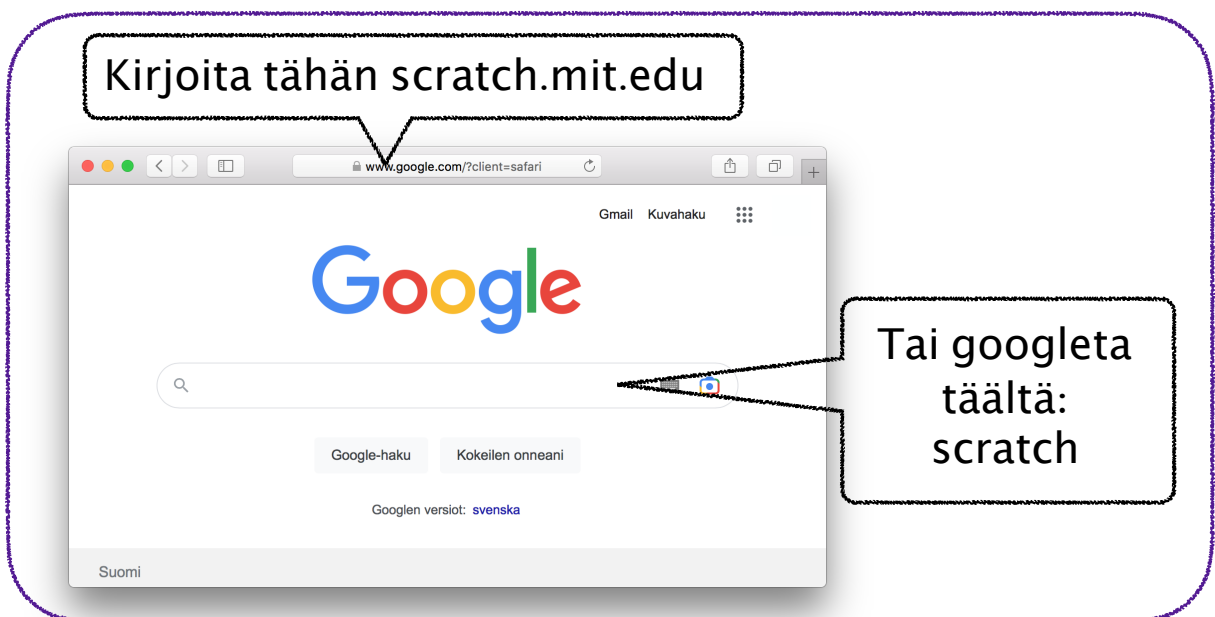 Kirjoita tähän scratch.mit.edu
www.google.com/?client=safari
Gmail Kuvahaku
Google
Tai googleta
täältä:
scratch
Google-haku Kokeilen onneani
Googlen versiot: svenska
Suomi